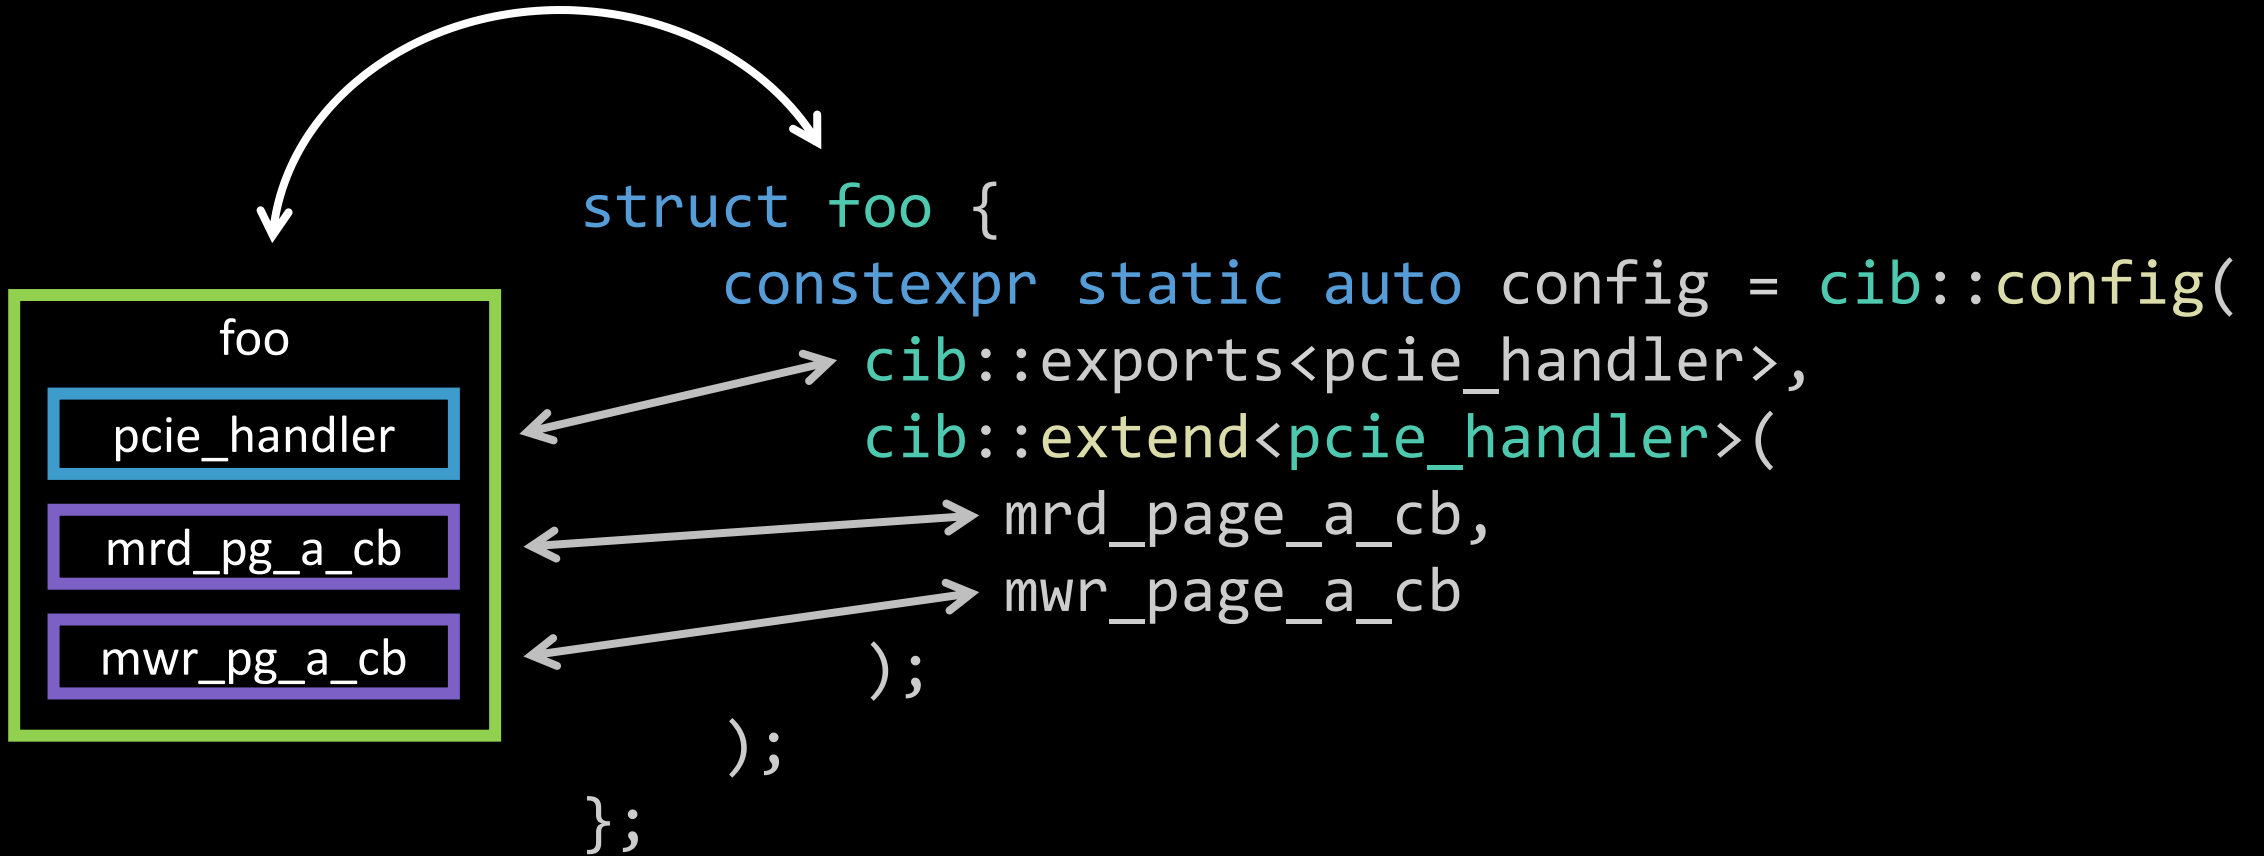 foo
pcie_handler
mrd_pg_a_cb
mwr_pg_a_cb
struct foo {
    constexpr static auto config = cib::config(
        cib::exports<pcie_handler>,
        cib::extend<pcie_handler>(
            mrd_page_a_cb,
            mwr_page_a_cb
        );
    );
};